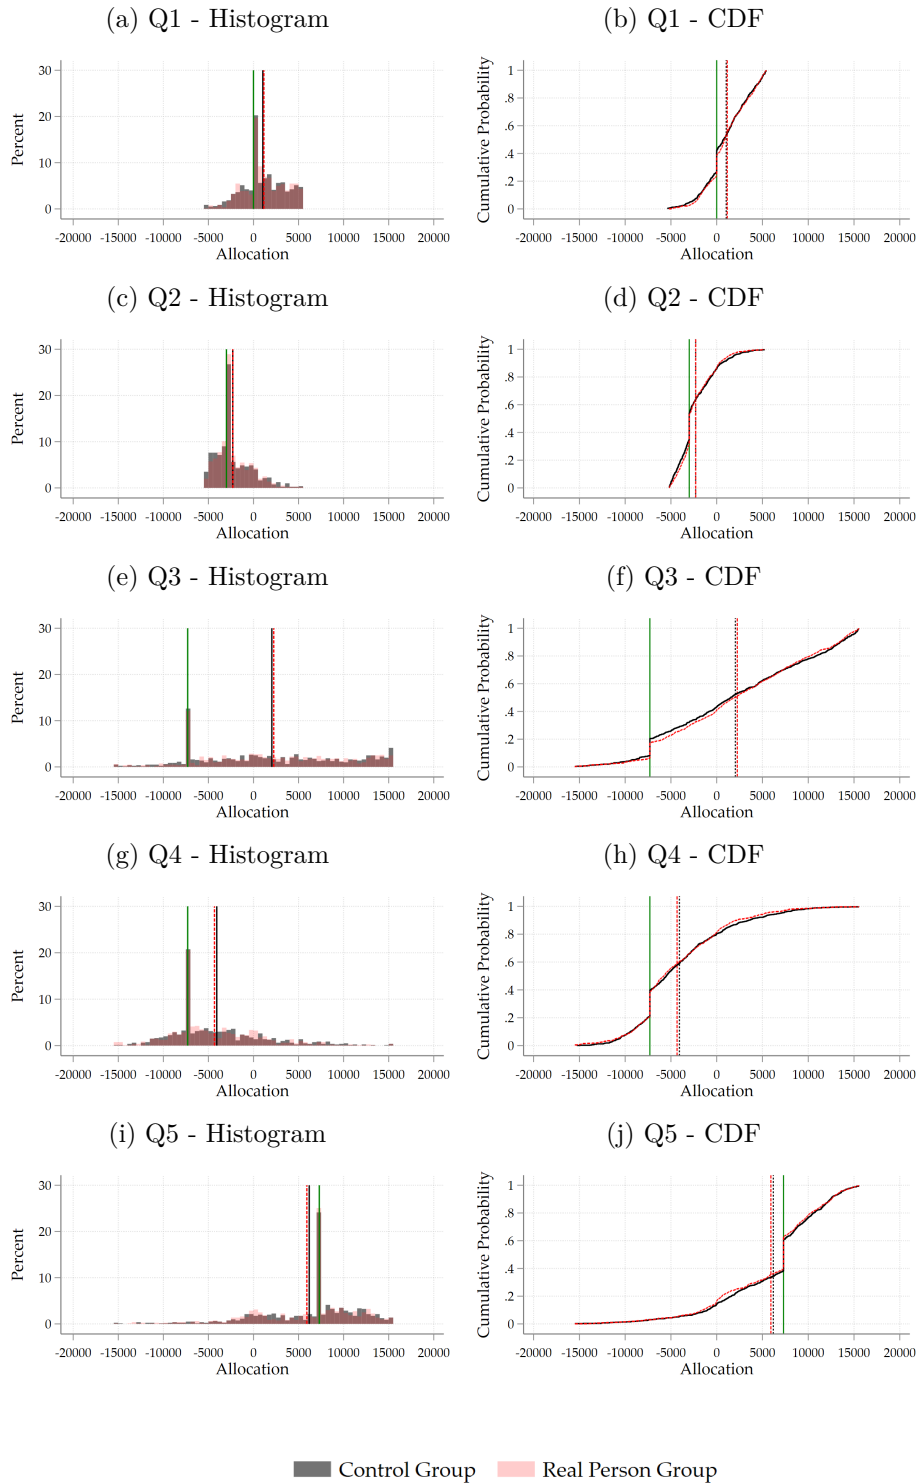 (a) Q1 - Histogram
Percent
30
20
10
0
-20000 -15000 -10000 -5000 0 5000 10000 15000 20000
Allocation
(b) Q1 - CDF
Cumulative Probability
1
.8
.6
.4
.2
0
-20000 -15000 -10000 -5000 0 5000 10000 15000 20000
Allocation
(c) Q2 - Histogram
Percent
30
20
10
0
-20000 -15000 -10000 -5000 0 5000 10000 15000 20000
Allocation
(d) Q2 - CDF
Cumulative Probability
1
.8
.6
.4
.2
0
-20000 -15000 -10000 -5000 0 5000 10000 15000 20000
Allocation
(e) Q3 - Histogram
Percent
30
20
10
0
-20000 -15000 -10000 -5000 0 5000 10000 15000 20000
Allocation
(f) Q3 - CDF
Cumulative Probability
1
.8
.6
.4
.2
0
-20000 -15000 -10000 -5000 0 5000 10000 15000 20000
Allocation
(g) Q4 - Histogram
Percent
30
20
10
0
-20000 -15000 -10000 -5000 0 5000 10000 15000 20000
Allocation
(h) Q4 - CDF
Cumulative Probability
1
.8
.6
.4
.2
0
-20000 -15000 -10000 -5000 0 5000 10000 15000 20000
Allocation
(i) Q5 - Histogram
Percent
30
20
10
0
-20000 -15000 -10000 -5000 0 5000 10000 15000 20000
Allocation
(j) Q5 - CDF
Cumulative Probability
1
.8
.6
.4
.2
0
-20000 -15000 -10000 -5000 0 5000 10000 15000 20000
Allocation
Control Group Real Person Group